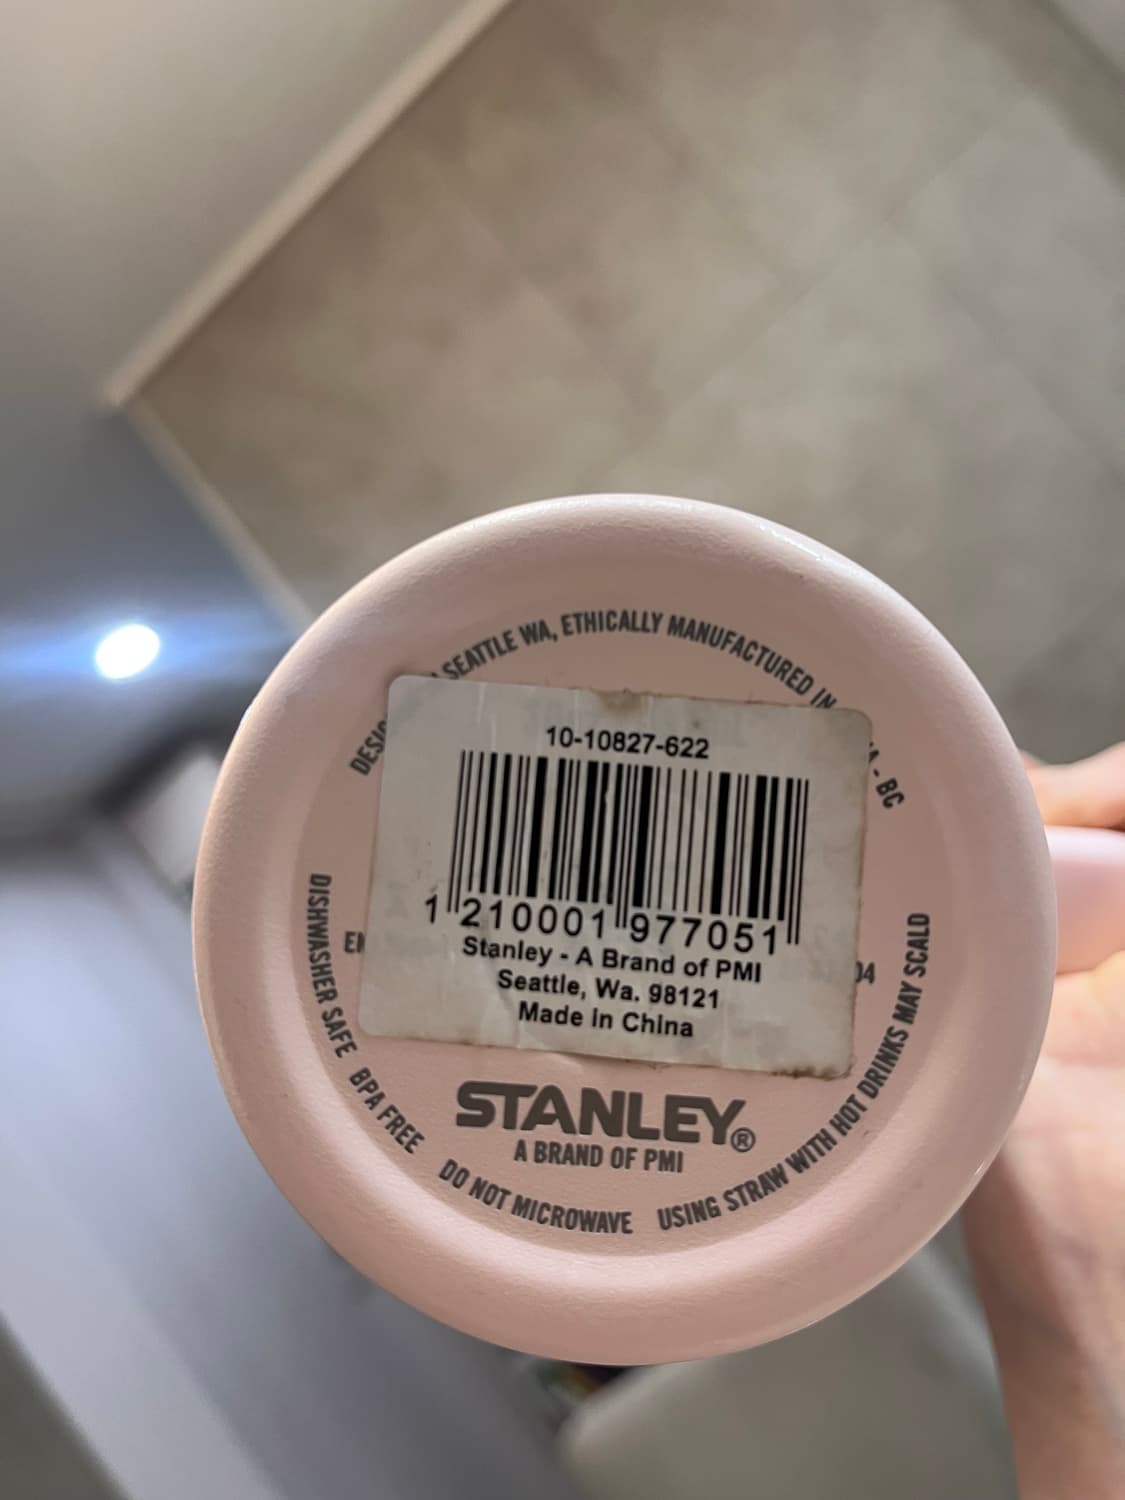 SEATTLE WA, ETHICALLY MANUFACTURED IN
- BC
10-10827-622
1 210001 977051
Stanley - A Brand of PMI
Seattle, Wa. 98121
Made in China
STANLEY®
A BRAND OF PMI
DISHWASHER SAFE BPA FREE DO NOT MICROWAVE USING STRAW WITH HOT DRINKS MAY SCALD